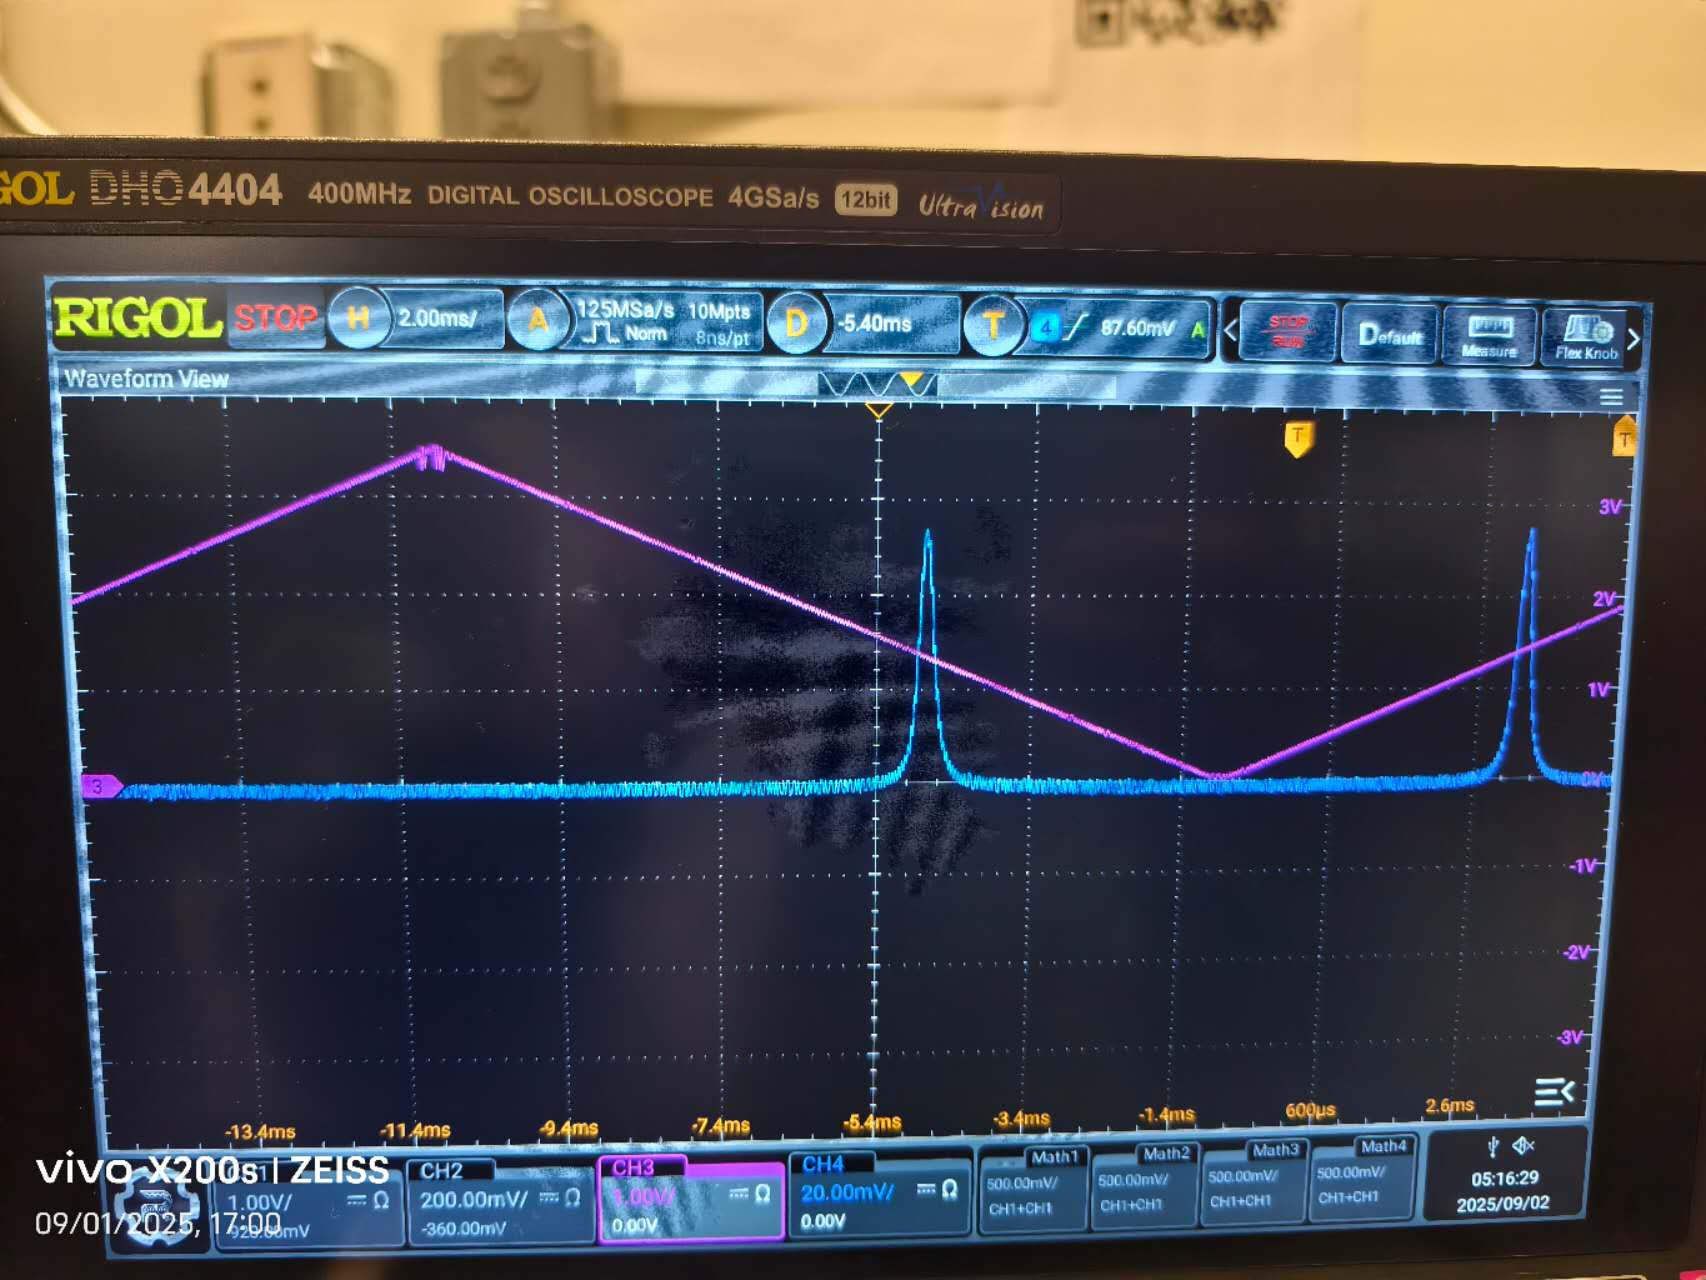 GOL DHO4404 400MHz DIGITAL OSCILLOSCOPE 4GSa/s 12bit UltraVision
RIGOL STOP H 2.00ms/ A 125MSa/s 10Mpts D -5.40ms T 4 87.60mV A STOP Default Measure Flex Knob
Norm 8ns/pt RUN
Waveform View
T T
3V
2V
1V
3 0V
-1V
-2V
-3V
-13.4ms -11.4ms -9.4ms -7.4ms -5.4ms -3.4ms -1.4ms 600µs 2.6ms
CH2 CH3 CH4 Math1 Math2 Math3 Math4
1.00V/ Ω 200.00mV/ Ω 1.00V/ Ω 20.00mV/ Ω 500.00mV/ 500.00mV/ 500.00mV/ 500.00mV/ 05:16:29
-360.00mV 0.00V 0.00V CH1+CH1 CH1+CH1 CH1+CH1 CH1+CH1 2025/09/02
vivo X200s | ZEISS
09/01/2025, 17:00